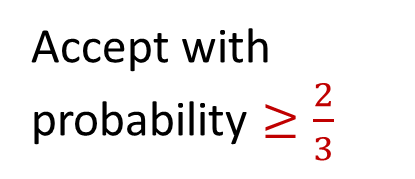 Accept with
probability ≥ 2/3